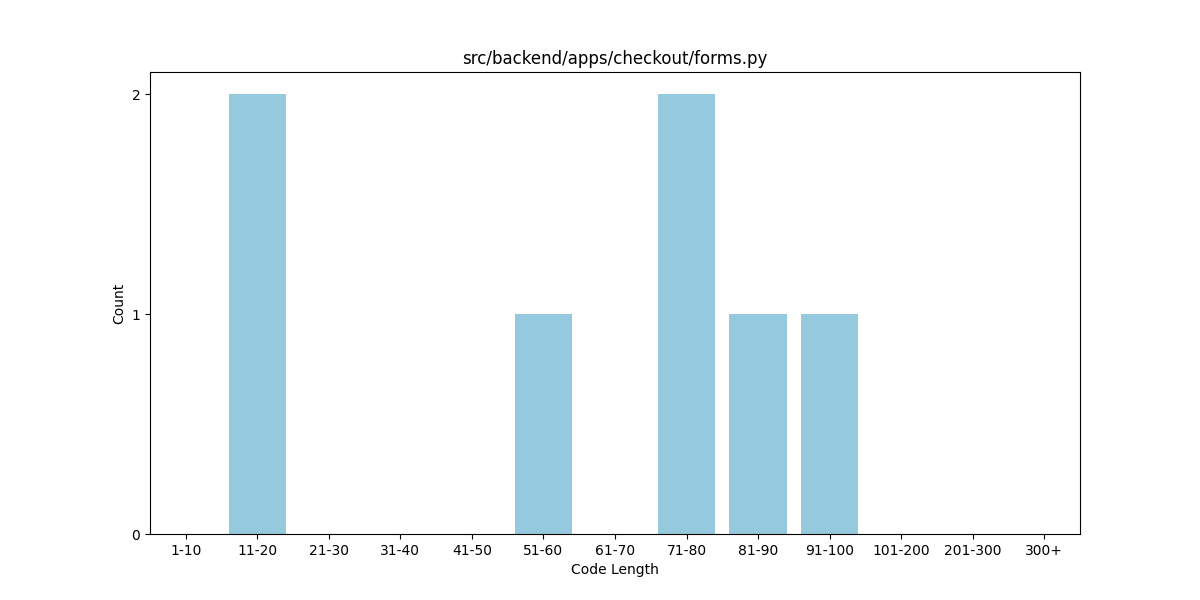 src/backend/apps/checkout/forms.py
2
1
0
Count
1-10 11-20 21-30 31-40 41-50 51-60 61-70 71-80 81-90 91-100 101-200 201-300 300+
Code Length